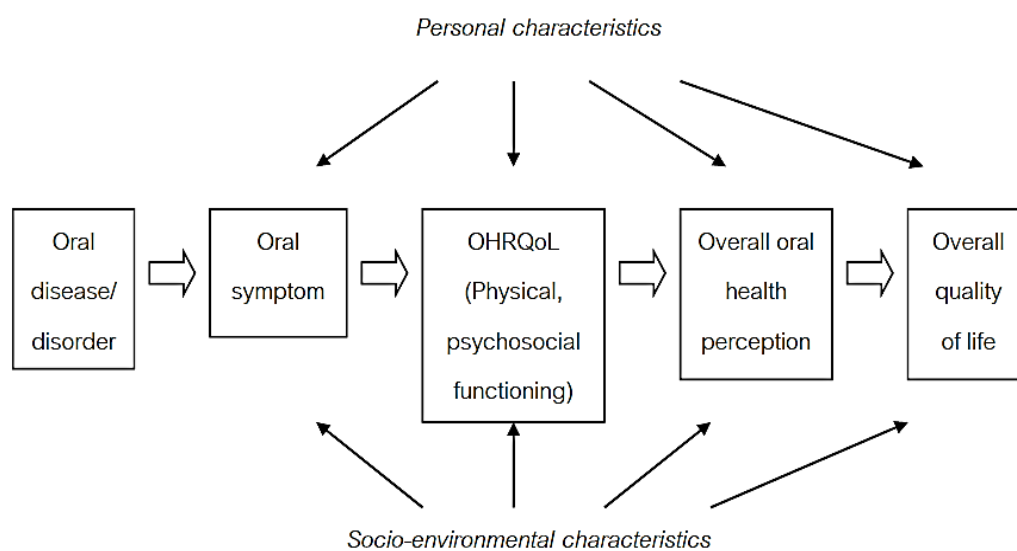 Personal characteristics
Oral
disease/
disorder
Oral
symptom
OHRQoL
(Physical,
psychosocial
functioning)
Overall oral
health
perception
Overall
quality
of life
Socio-environmental characteristics